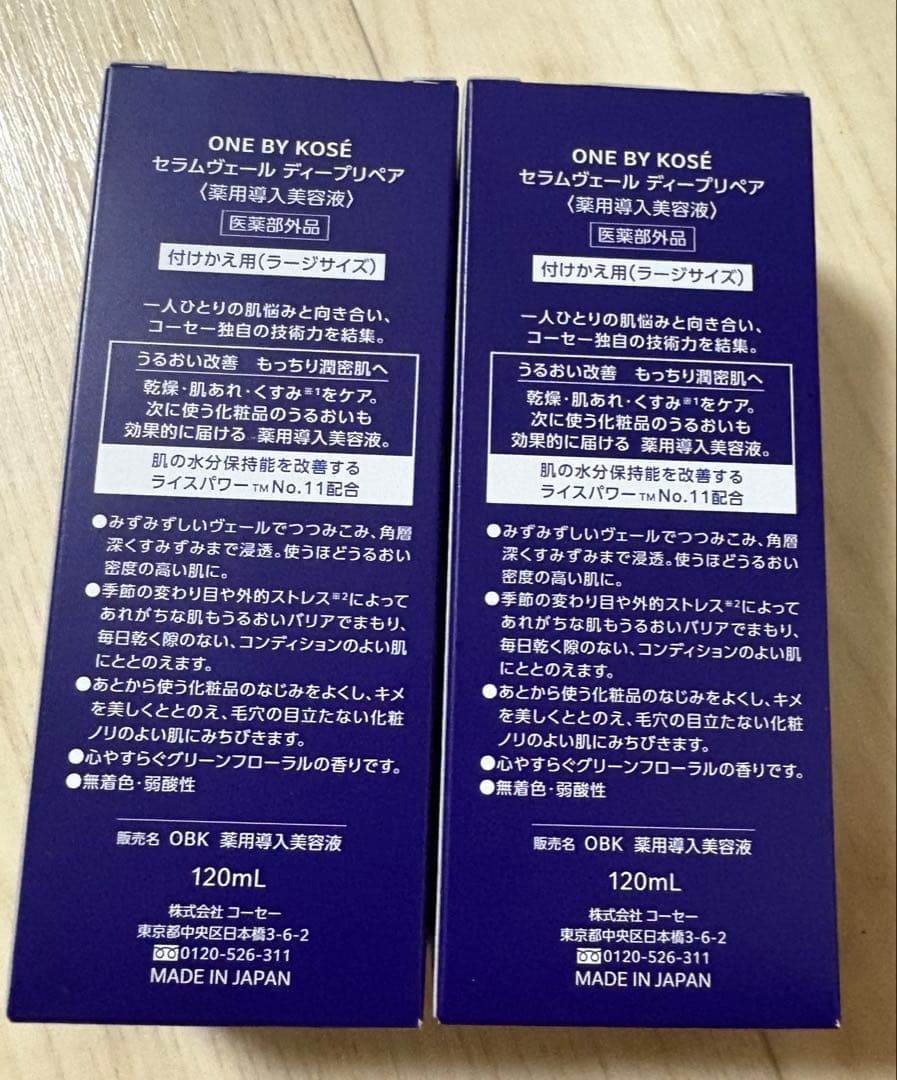 ONE BY KOSÉ
セラムヴェール ディープリペア
〈薬用導入美容液〉
医薬部外品
付けかえ用(ラージサイズ)
一人ひとりの肌悩みと向き合い、
コーセー独自の技術力を結集。
うるおい改善 もっちり潤密肌へ
乾燥・肌あれ・くすみ※1をケア。
次に使う化粧品のうるおいも
効果的に届ける 薬用導入美容液。
肌の水分保持能を改善する
ライスパワー™No.11配合
●みずみずしいヴェールでつつみこみ、角層
深くすみずみまで浸透。使うほどうるおい
密度の高い肌に。
●季節の変わり目や外的ストレス※2によって
あれがちな肌もうるおいバリアでまもり、
毎日乾く隙のない、コンディションのよい肌
にととのえます。
●あとから使う化粧品のなじみをよくし、キメ
を美しくととのえ、毛穴の目立たない化粧
ノリのよい肌にみちびきます。
●心やすらぐグリーンフローラルの香りです。
●無着色・弱酸性
販売名 OBK 薬用導入美容液
120mL
株式会社 コーセー
東京都中央区日本橋3-6-2
0120-526-311
MADE IN JAPAN
ONE BY KOSÉ
セラムヴェール ディープリペア
〈薬用導入美容液〉
医薬部外品
付けかえ用(ラージサイズ)
一人ひとりの肌悩みと向き合い、
コーセー独自の技術力を結集。
うるおい改善 もっちり潤密肌へ
乾燥・肌あれ・くすみ※1をケア。
次に使う化粧品のうるおいも
効果的に届ける 薬用導入美容液。
肌の水分保持能を改善する
ライスパワー™No.11配合
●みずみずしいヴェールでつつみこみ、角層
深くすみずみまで浸透。使うほどうるおい
密度の高い肌に。
●季節の変わり目や外的ストレス※2によって
あれがちな肌もうるおいバリアでまもり、
毎日乾く隙のない、コンディションのよい肌
にととのえます。
●あとから使う化粧品のなじみをよくし、キメ
を美しくととのえ、毛穴の目立たない化粧
ノリのよい肌にみちびきます。
●心やすらぐグリーンフローラルの香りです。
●無着色・弱酸性
販売名 OBK 薬用導入美容液
120mL
株式会社 コーセー
東京都中央区日本橋3-6-2
0120-526-311
MADE IN JAPAN